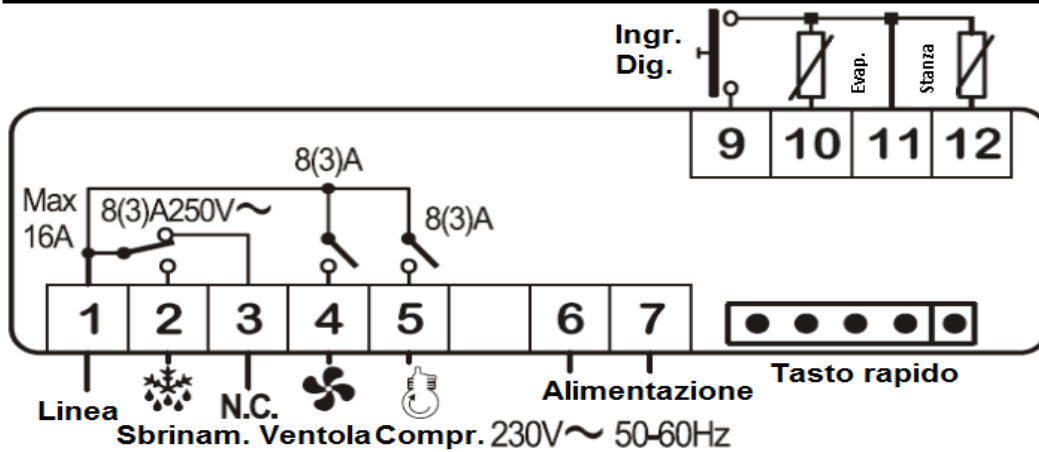 Ingr.
Dig.
Evap.
Stanza
9 10 11 12
8(3)A
Max
16A
8(3)A250V~
8(3)A
1 2 3 4 5 6 7
Linea
N.C.
Alimentazione
Tasto rapido
Sbrinam. Ventola Compr. 230V~ 50-60Hz